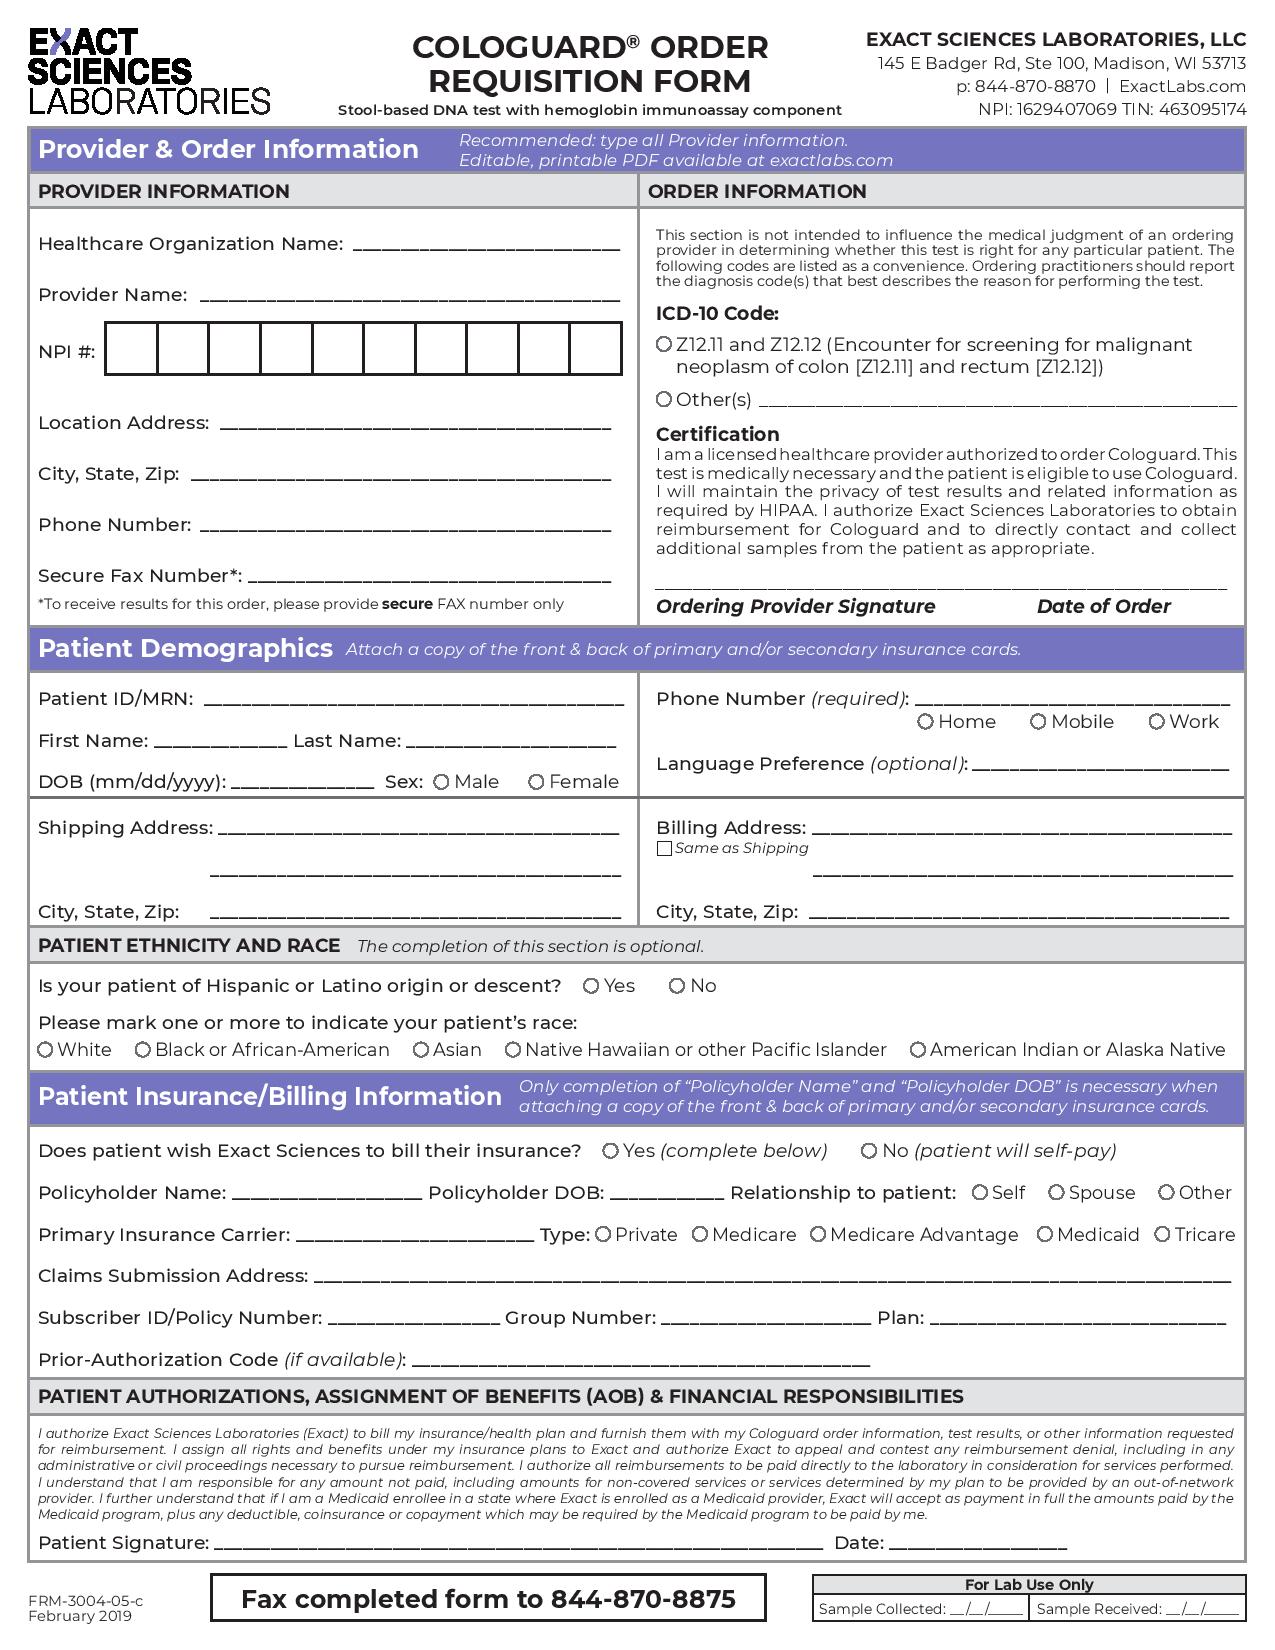 EXACT
SCIENCES
LABORATORIES
COLOGUARD® ORDER
REQUISITION FORM
Stool-based DNA test with hemoglobin immunoassay component
EXACT SCIENCES LABORATORIES, LLC
145 E Badger Rd, Ste 100, Madison, WI 53713
p: 844-870-8870 | ExactLabs.com
NPI: 1629407069 TIN: 463095174
Provider & Order Information
Recommended: type all Provider information.
Editable, printable PDF available at exactlabs.com
PROVIDER INFORMATION
Healthcare Organization Name:
Provider Name:
NPI #:
Location Address:
City, State, Zip:
Phone Number:
Secure Fax Number*:
*To receive results for this order, please provide secure FAX number only
ORDER INFORMATION
This section is not intended to influence the medical judgment of an ordering
provider in determining whether this test is right for any particular patient. The
following codes are listed as a convenience. Ordering practitioners should report
the diagnosis code(s) that best describes the reason for performing the test.
ICD-10 Code:
Z12.11 and Z12.12 (Encounter for screening for malignant
neoplasm of colon [Z12.11] and rectum [Z12.12])
Other(s)
Certification
I am a licensed healthcare provider authorized to order Cologuard. This
test is medically necessary and the patient is eligible to use Cologuard.
I will maintain the privacy of test results and related information as
required by HIPAA. I authorize Exact Sciences Laboratories to obtain
reimbursement for Cologuard and to directly contact and collect
additional samples from the patient as appropriate.
Ordering Provider Signature Date of Order
Patient Demographics Attach a copy of the front & back of primary and/or secondary insurance cards.
Patient ID/MRN:
First Name: Last Name:
DOB (mm/dd/yyyy): Sex: Male Female
Phone Number (required):
Home Mobile Work
Language Preference (optional):
Shipping Address:
City, State, Zip:
Billing Address:
Same as Shipping
City, State, Zip:
PATIENT ETHNICITY AND RACE The completion of this section is optional.
Is your patient of Hispanic or Latino origin or descent? Yes No
Please mark one or more to indicate your patient's race:
White Black or African-American Asian Native Hawaiian or other Pacific Islander American Indian or Alaska Native
Patient Insurance/Billing Information
Only completion of "Policyholder Name" and "Policyholder DOB" is necessary when
attaching a copy of the front & back of primary and/or secondary insurance cards.
Does patient wish Exact Sciences to bill their insurance? Yes (complete below) No (patient will self-pay)
Policyholder Name: Policyholder DOB: Relationship to patient: Self Spouse Other
Primary Insurance Carrier: Type: Private Medicare Medicare Advantage Medicaid Tricare
Claims Submission Address:
Subscriber ID/Policy Number: Group Number: Plan:
Prior-Authorization Code (if available):
PATIENT AUTHORIZATIONS, ASSIGNMENT OF BENEFITS (AOB) & FINANCIAL RESPONSIBILITIES
I authorize Exact Sciences Laboratories (Exact) to bill my insurance/health plan and furnish them with my Cologuard order information, test results, or other information requested
for reimbursement. I assign all rights and benefits under my insurance plans to Exact and authorize Exact to appeal and contest any reimbursement denial, including in any
administrative or civil proceedings necessary to pursue reimbursement. I authorize all reimbursements to be paid directly to the laboratory in consideration for services performed.
I understand that I am responsible for any amount not paid, including amounts for non-covered services or services determined by my plan to be provided by an out-of-network
provider. I further understand that if I am a Medicaid enrollee in a state where Exact is enrolled as a Medicaid provider, Exact will accept as payment in full the amounts paid by the
Medicaid program, plus any deductible, coinsurance or copayment which may be required by the Medicaid program to be paid by me.
Patient Signature: Date:
FRM-3004-05-c
February 2019
Fax completed form to 844-870-8875
For Lab Use Only
Sample Collected: __/__/____ Sample Received: __/__/____